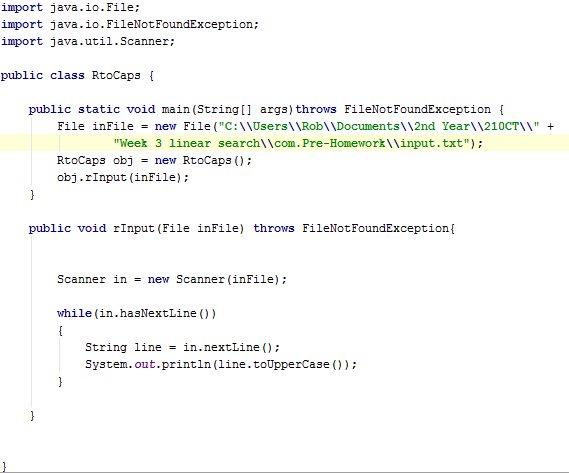 import java.io.File;
import java.io.FileNotFoundException;
import java.util.Scanner;
public class RtoCaps {
public static void main(String[] args)throws FileNotFoundException {
File inFile = new File("C:\\Users\\Rob\\Documents\\2nd Year\\210CT\\" +
"Week 3 linear search\\com.Pre-Homework\\input.txt");
RtoCaps obj = new RtoCaps();
obj.rInput(inFile);
}
public void rInput(File inFile) throws FileNotFoundException{
Scanner in = new Scanner(inFile);
while(in.hasNextLine())
{
String line = in.nextLine();
System.out.println(line.toUpperCase());
}
}
}